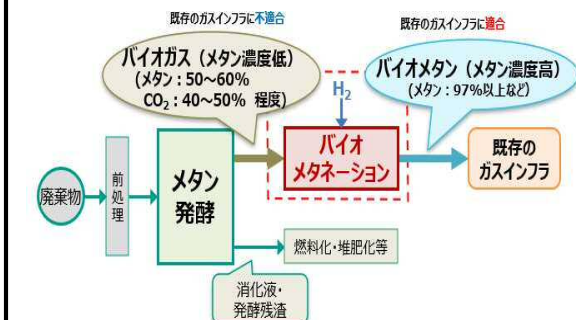 既存のガスインフラに不適合
既存のガスインフラに適合
バイオガス（メタン濃度低）
(メタン：50～60%
CO₂：40～50% 程度)
H₂
バイオメタン（メタン濃度高）
(メタン：97%以上など)
廃棄物
前処理
メタン
発酵
バイオ
メタネーション
既存の
ガスインフラ
燃料化・堆肥化等
消化液・
発酵残渣